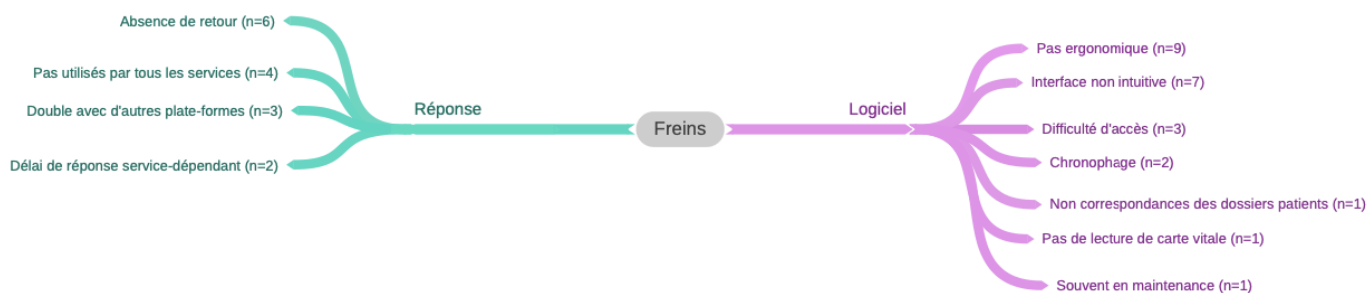 Freins
Réponse
Absence de retour (n=6)
Pas utilisés par tous les services (n=4)
Double avec d'autres plate-formes (n=3)
Délai de réponse service-dépendant (n=2)
Logiciel
Pas ergonomique (n=9)
Interface non intuitive (n=7)
Difficulté d'accès (n=3)
Chronophage (n=2)
Non correspondances des dossiers patients (n=1)
Pas de lecture de carte vitale (n=1)
Souvent en maintenance (n=1)